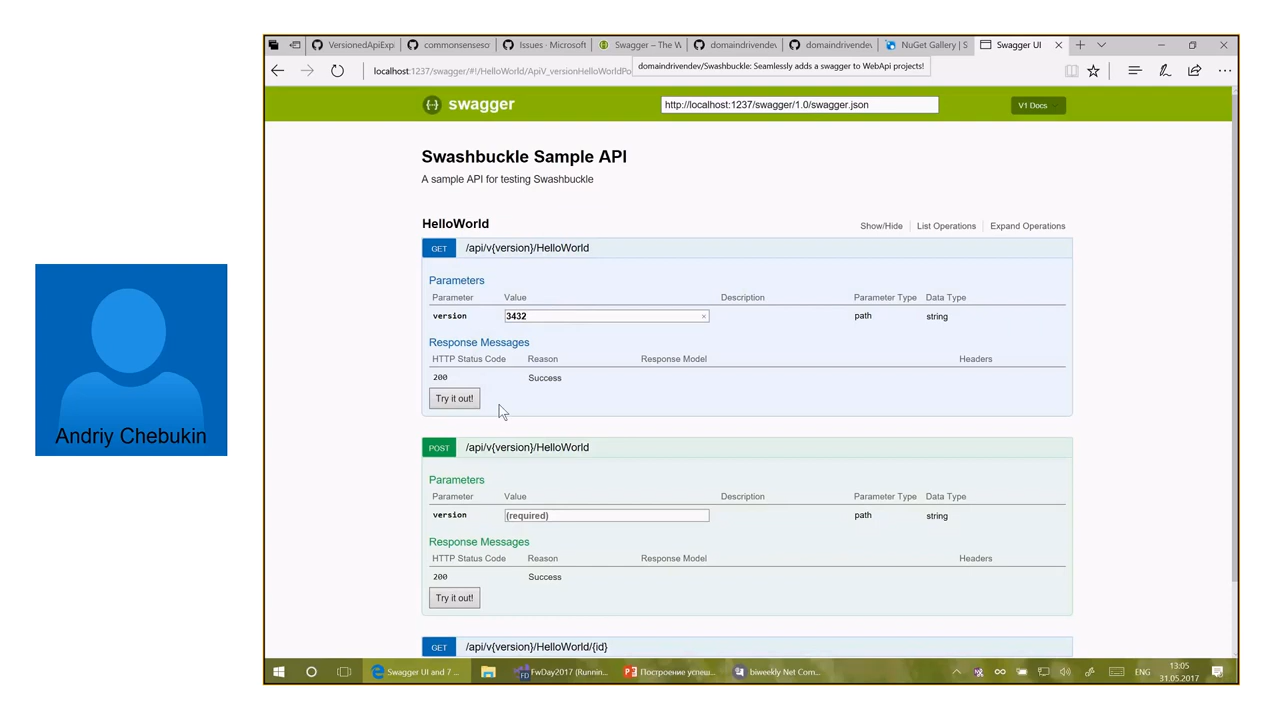 VersionedApiExp
commonsenseso
Issues · Microsoft
Swagger – The W
domaindrivendev
domaindrivendev
NuGet Gallery | S
Swagger UI
localhost:1237/swagger/#!/HelloWorld/ApiV_versionHelloWorldPo
domaindrivendev/Swashbuckle: Seamlessly adds a swagger to WebApi projects!
swagger
http://localhost:1237/swagger/1.0/swagger.json
V1 Docs
Swashbuckle Sample API
A sample API for testing Swashbuckle
HelloWorld
Show/Hide
List Operations
Expand Operations
GET /api/v{version}/HelloWorld
Parameters
Parameter Value Description Parameter Type Data Type
version 3432 path string
Response Messages
HTTP Status Code Reason Response Model Headers
200 Success
Try it out!
POST /api/v{version}/HelloWorld
Parameters
Parameter Value Description Parameter Type Data Type
version (required) path string
Response Messages
HTTP Status Code Reason Response Model Headers
200 Success
Try it out!
GET /api/v{version}/HelloWorld/{id}
Andriy Chebukin
Swagger UI and 7 ...
FwDay2017 (Runnin...
Построение успеш...
biweekly Net Com...
ENG
13:05
31.05.2017